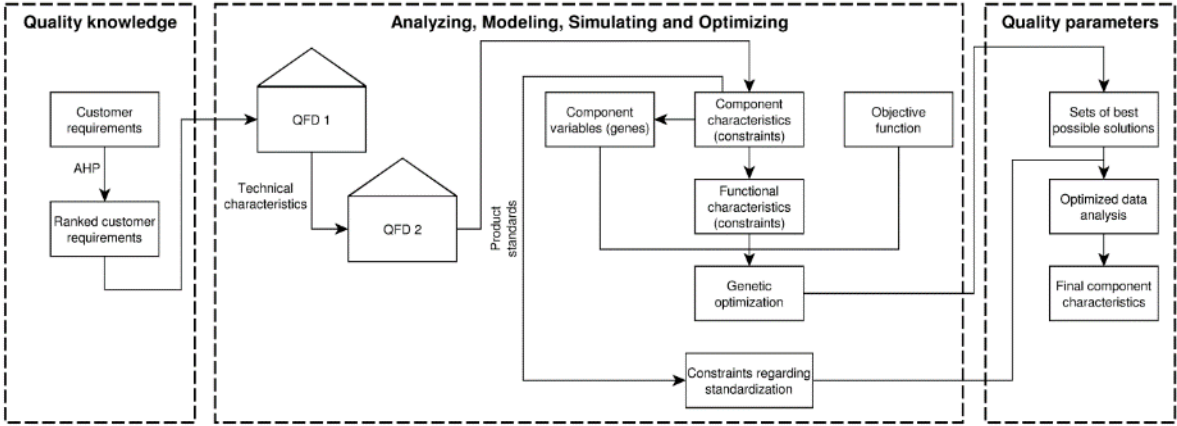 Quality knowledge
Customer
requirements
AHP
Ranked customer
requirements
Analyzing, Modeling, Simulating and Optimizing
QFD 1
Technical
characteristics
QFD 2
Product
standards
Component
variables (genes)
Component
characteristics
(constraints)
Objective
function
Functional
characteristics
(constraints)
Genetic
optimization
Constraints regarding
standardization
Quality parameters
Sets of best
possible solutions
Optimized data
analysis
Final component
characteristics